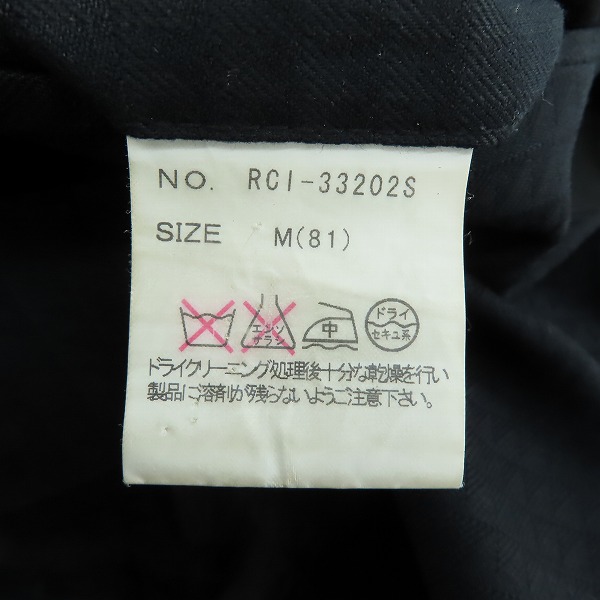 NO. RCI-33202S
SIZE M(81)
エンソ
サラシ
中
ドライ
セキユ系
ドライクリーニング処理後十分な乾燥を行い
製品に溶剤が残らないようご注意下さい。